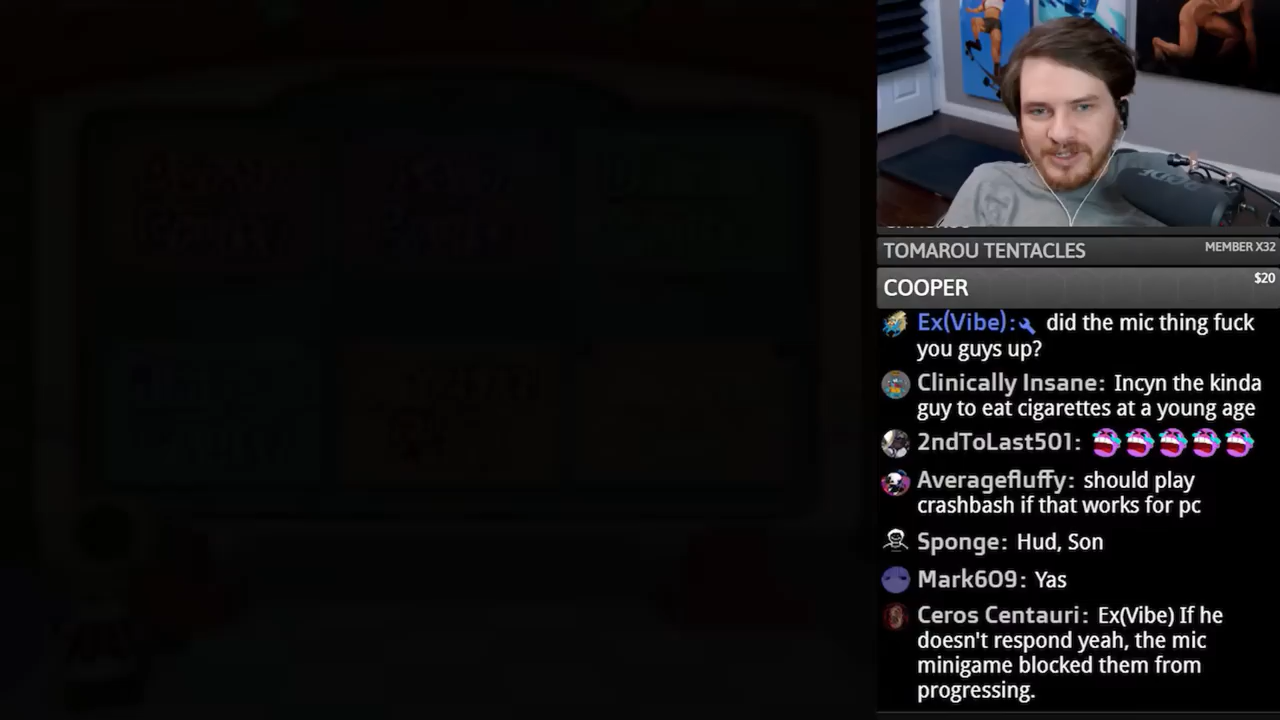 TOMAROU TENTACLES
MEMBER X32
COOPER
$20
Ex(Vibe): did the mic thing fuck
you guys up?
Clinically Insane: Incyn the kinda
guy to eat cigarettes at a young age
2ndToLast501:
Averagefluffy: should play
crashbash if that works for pc
Sponge: Hud, Son
Mark609: Yas
Ceros Centauri: Ex(Vibe) If he
doesn't respond yeah, the mic
minigame blocked them from
progressing.